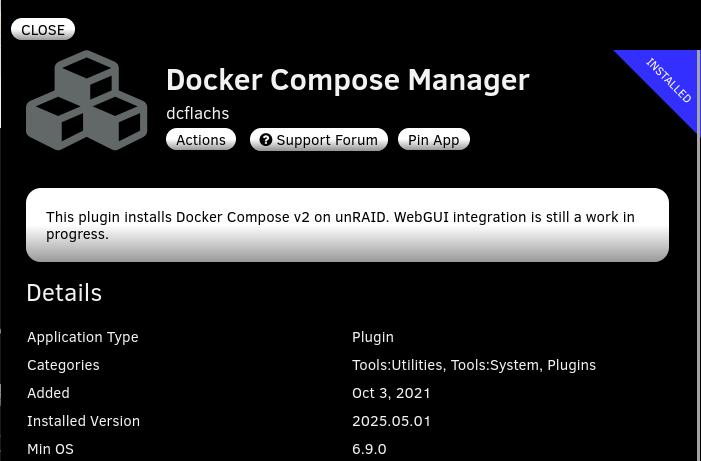 CLOSE
INSTALLED
Docker Compose Manager
dcflachs
Actions
? Support Forum
Pin App
This plugin installs Docker Compose v2 on unRAID. WebGUI integration is still a work in
progress.
Details
Application Type Plugin
Categories Tools:Utilities, Tools:System, Plugins
Added Oct 3, 2021
Installed Version 2025.05.01
Min OS 6.9.0